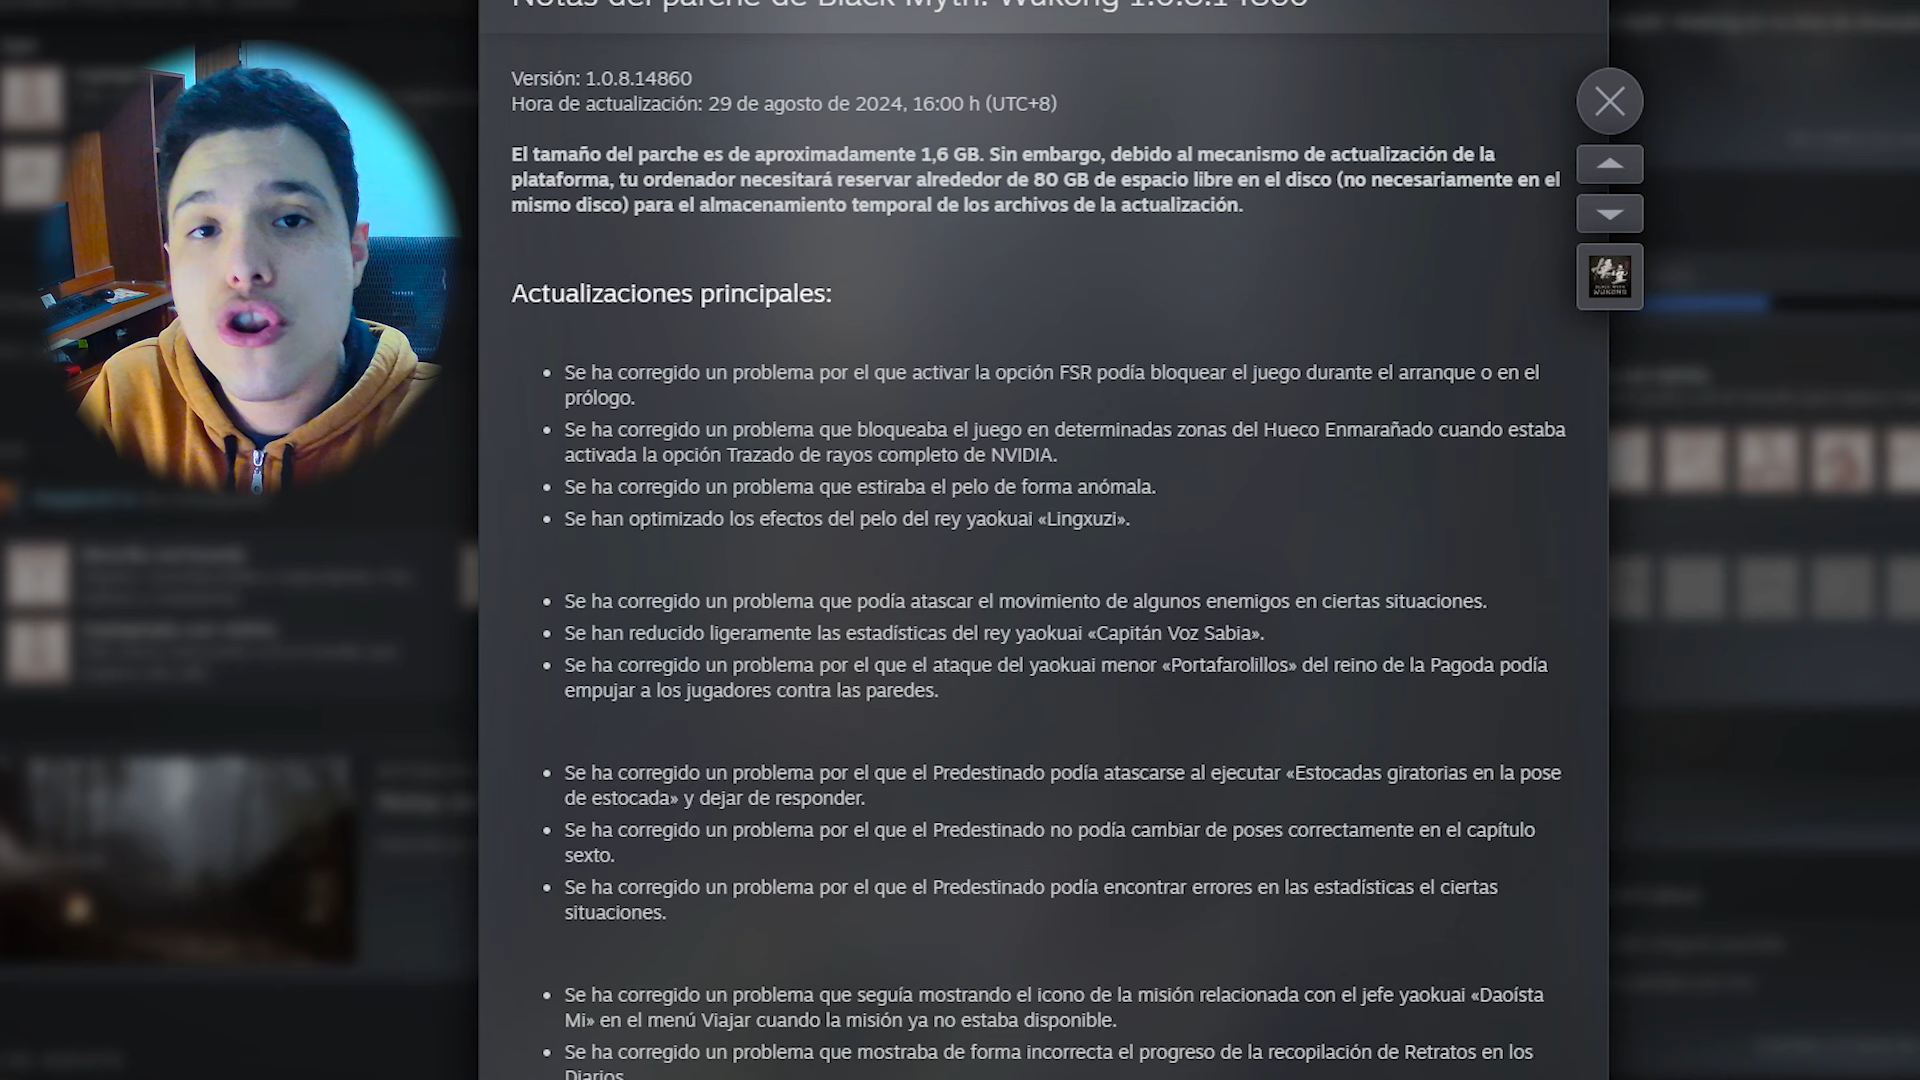 Notas del parche de Black Myth: Wukong 1.0.8.14860
Versión: 1.0.8.14860
Hora de actualización: 29 de agosto de 2024, 16:00 h (UTC+8)
El tamaño del parche es de aproximadamente 1,6 GB. Sin embargo, debido al mecanismo de actualización de la
plataforma, tu ordenador necesitará reservar alrededor de 80 GB de espacio libre en el disco (no necesariamente en el
mismo disco) para el almacenamiento temporal de los archivos de la actualización.
Actualizaciones principales:
• Se ha corregido un problema por el que activar la opción FSR podía bloquear el juego durante el arranque o en el
prólogo.
• Se ha corregido un problema que bloqueaba el juego en determinadas zonas del Hueco Enmarañado cuando estaba
activada la opción Trazado de rayos completo de NVIDIA.
• Se ha corregido un problema que estiraba el pelo de forma anómala.
• Se han optimizado los efectos del pelo del rey yaokuai «Lingxuzi».
• Se ha corregido un problema que podía atascar el movimiento de algunos enemigos en ciertas situaciones.
• Se han reducido ligeramente las estadísticas del rey yaokuai «Capitán Voz Sabia».
• Se ha corregido un problema por el que el ataque del yaokuai menor «Portafarolillos» del reino de la Pagoda podía
empujar a los jugadores contra las paredes.
• Se ha corregido un problema por el que el Predestinado podía atascarse al ejecutar «Estocadas giratorias en la pose
de estocada» y dejar de responder.
• Se ha corregido un problema por el que el Predestinado no podía cambiar de poses correctamente en el capítulo
sexto.
• Se ha corregido un problema por el que el Predestinado podía encontrar errores en las estadísticas el ciertas
situaciones.
• Se ha corregido un problema que seguía mostrando el icono de la misión relacionada con el jefe yaokuai «Daoísta
Mi» en el menú Viajar cuando la misión ya no estaba disponible.
• Se ha corregido un problema que mostraba de forma incorrecta el progreso de la recopilación de Retratos en los
Diarios.
WUKONG